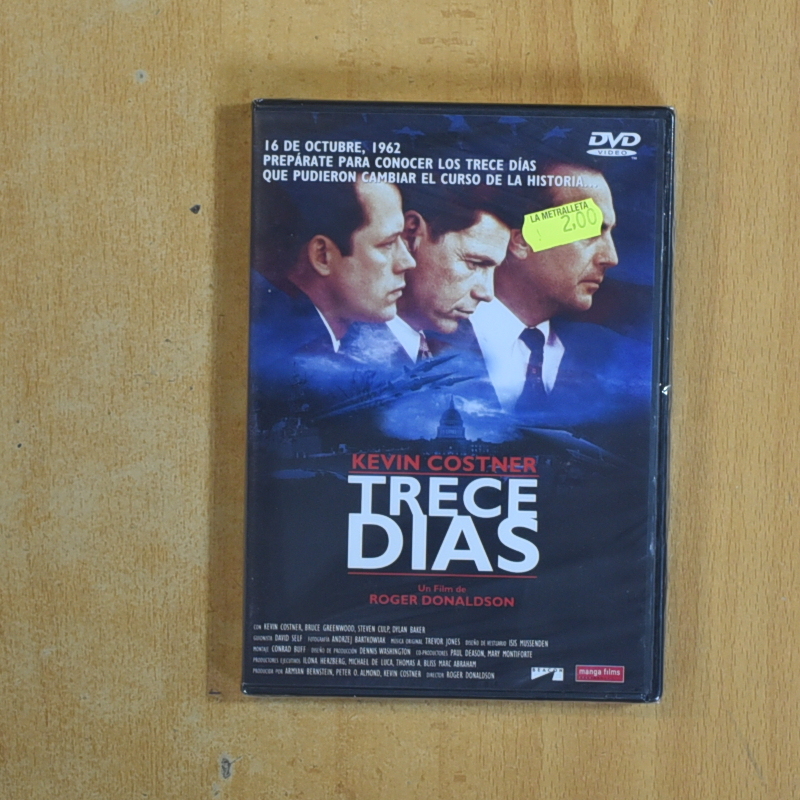 16 DE OCTUBRE, 1962
PREPÁRATE PARA CONOCER LOS TRECE DÍAS
QUE PUDIERON CAMBIAR EL CURSO DE LA HISTORIA...
DVD
VIDEO
LA METRALLETA
2,00
KEVIN COSTNER
TRECE
DIAS
Un Film de
ROGER DONALDSON
CON KEVIN COSTNER, BRUCE GREENWOOD, STEVEN CULP, DYLAN BAKER
GUIONISTA DAVID SELF FOTOGRAFÍA ANDRZEJ BARTKOWIAK MÚSICA ORIGINAL TREVOR JONES DISEÑO DE VESTUARIO ISIS MUSSENDEN
MONTAJE CONRAD BUFF DISEÑO DE PRODUCCIÓN DENNIS WASHINGTON CO-PRODUCTORES PAUL DEASON, MARY MONTIFORTE
PRODUCTORES EJECUTIVOS ILONA HERZBERG, MICHAEL DE LUCA, THOMAS A. BLISS MARC ABRAHAM
PRODUCIDA POR ARMYAN BERNSTEIN, PETER O. ALMOND, KEVIN COSTNER DIRECTOR ROGER DONALDSON
BEACON
manga films